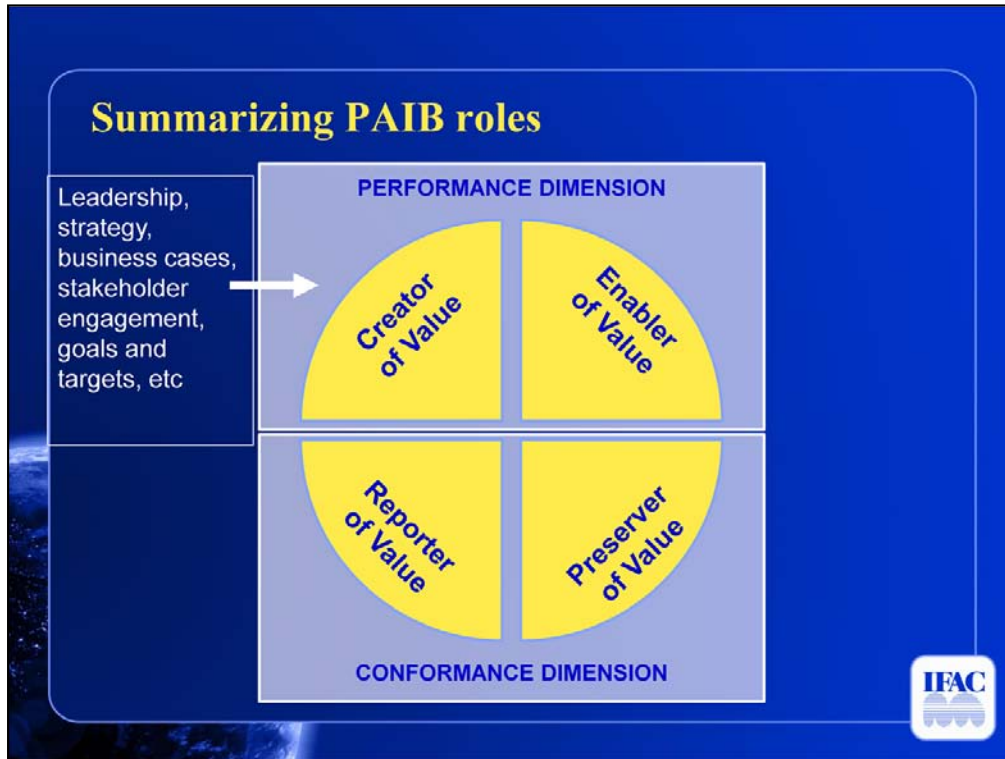 Summarizing PAIB roles
Leadership,
strategy,
business cases,
stakeholder
engagement,
goals and
targets, etc
PERFORMANCE DIMENSION
Creator
of Value
Enabler
of Value
Reporter
of Value
Preserver
of Value
CONFORMANCE DIMENSION
IFAC